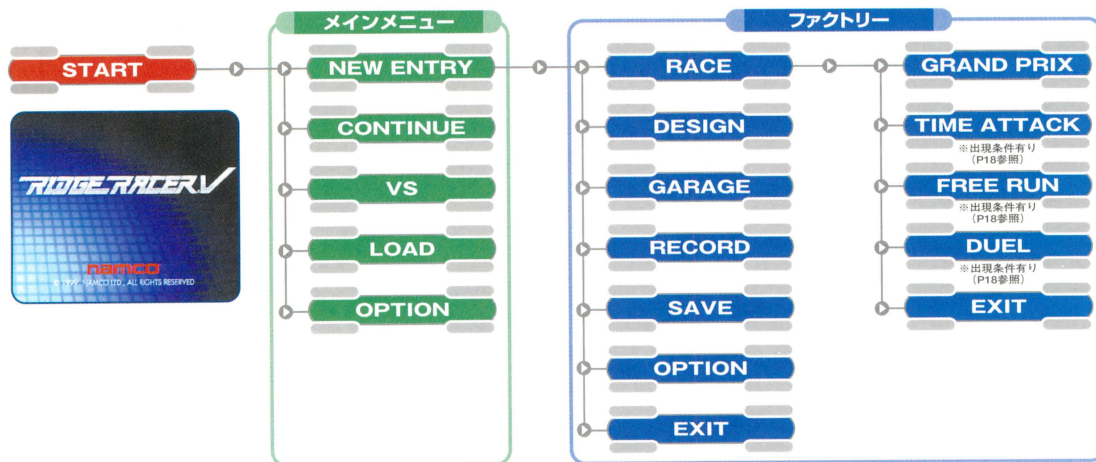 START
RIDGE RACER V
namco
© 1999 NAMCO LTD., ALL RIGHTS RESERVED
メインメニュー
NEW ENTRY
CONTINUE
VS
LOAD
OPTION
ファクトリー
RACE
DESIGN
GARAGE
RECORD
SAVE
OPTION
EXIT
GRAND PRIX
TIME ATTACK
※出現条件有り
(P18参照)
FREE RUN
※出現条件有り
(P18参照)
DUEL
※出現条件有り
(P18参照)
EXIT